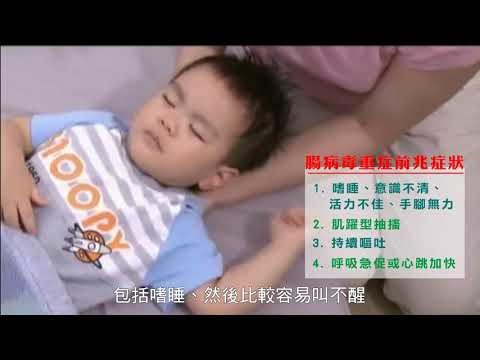 SNOOPY
腸病毒重症前兆症狀
1. 嗜睡、意識不清、
活力不佳、手腳無力
2. 肌躍型抽搐
3. 持續嘔吐
4. 呼吸急促或心跳加快
包括嗜睡、然後比較容易叫不醒